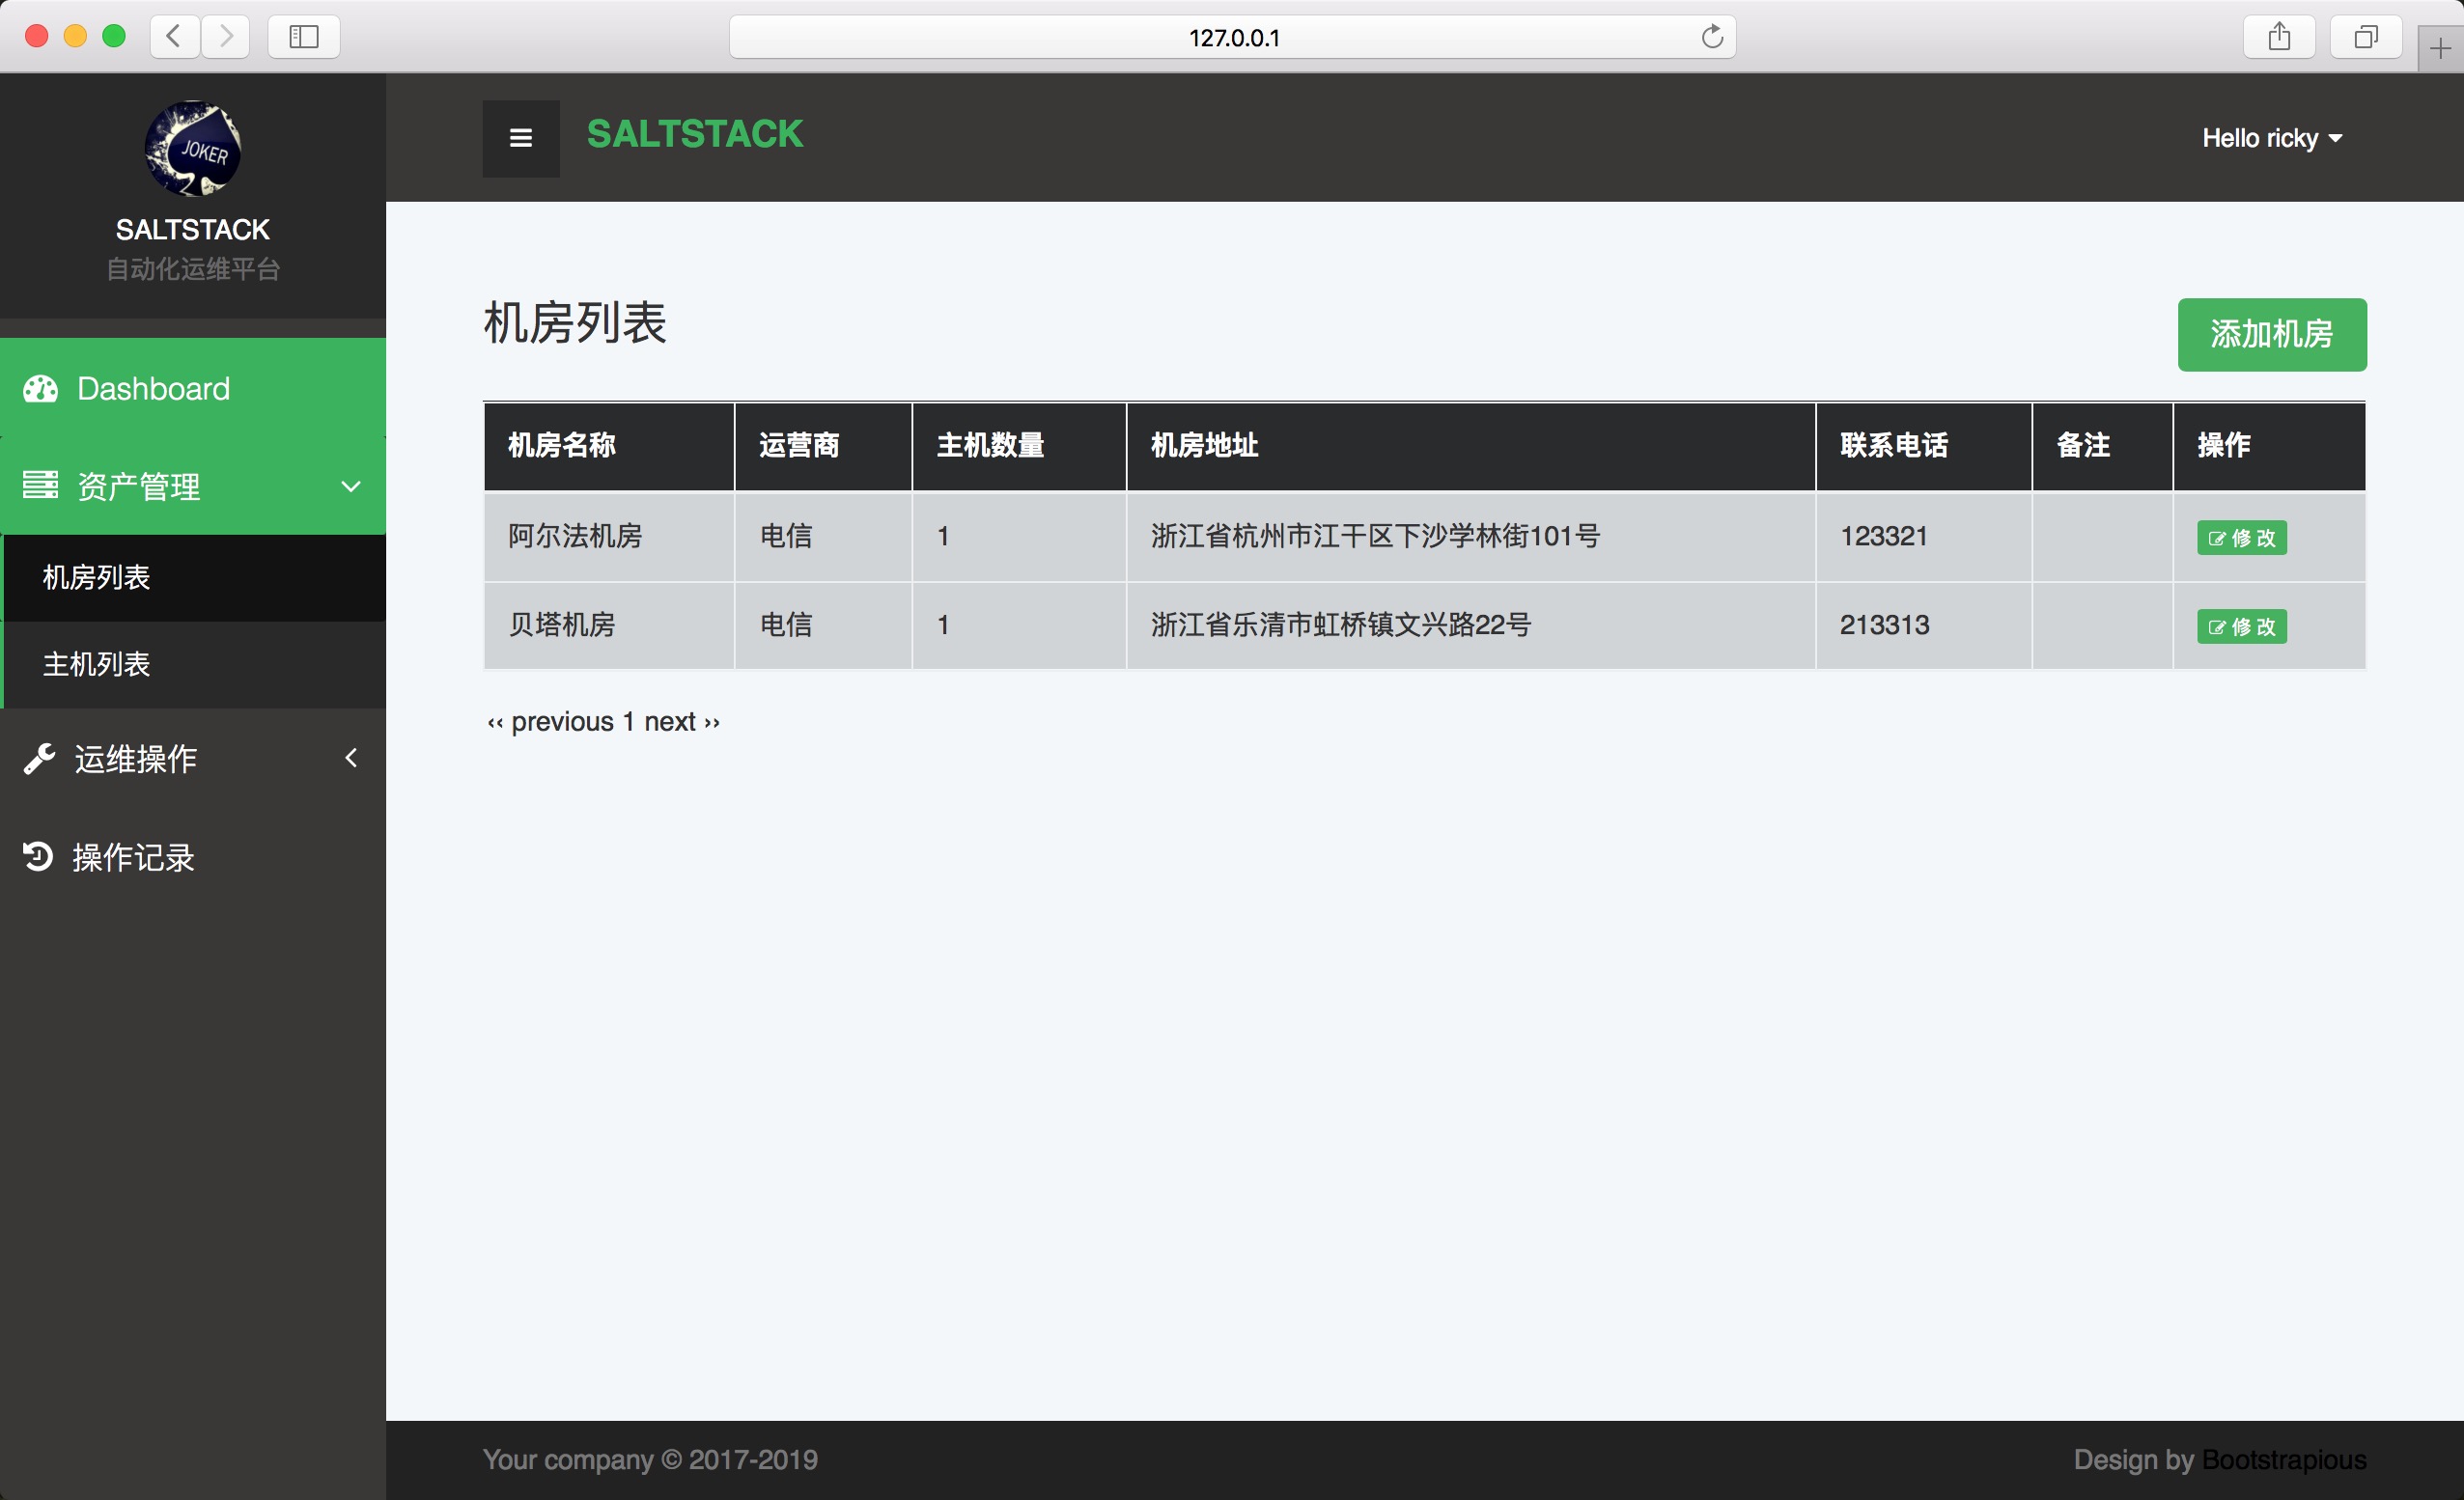 127.0.0.1
JOKER
SALTSTACK
自动化运维平台
Dashboard
资产管理
机房列表
主机列表
运维操作
操作记录
SALTSTACK
Hello ricky
机房列表
添加机房
机房名称 运营商 主机数量 机房地址 联系电话 备注 操作
阿尔法机房 电信 1 浙江省杭州市江干区下沙学林街101号 123321 修 改
贝塔机房 电信 1 浙江省乐清市虹桥镇文兴路22号 213313 修 改
‹‹ previous 1 next ››
Your company © 2017-2019
Design by Bootstrapious